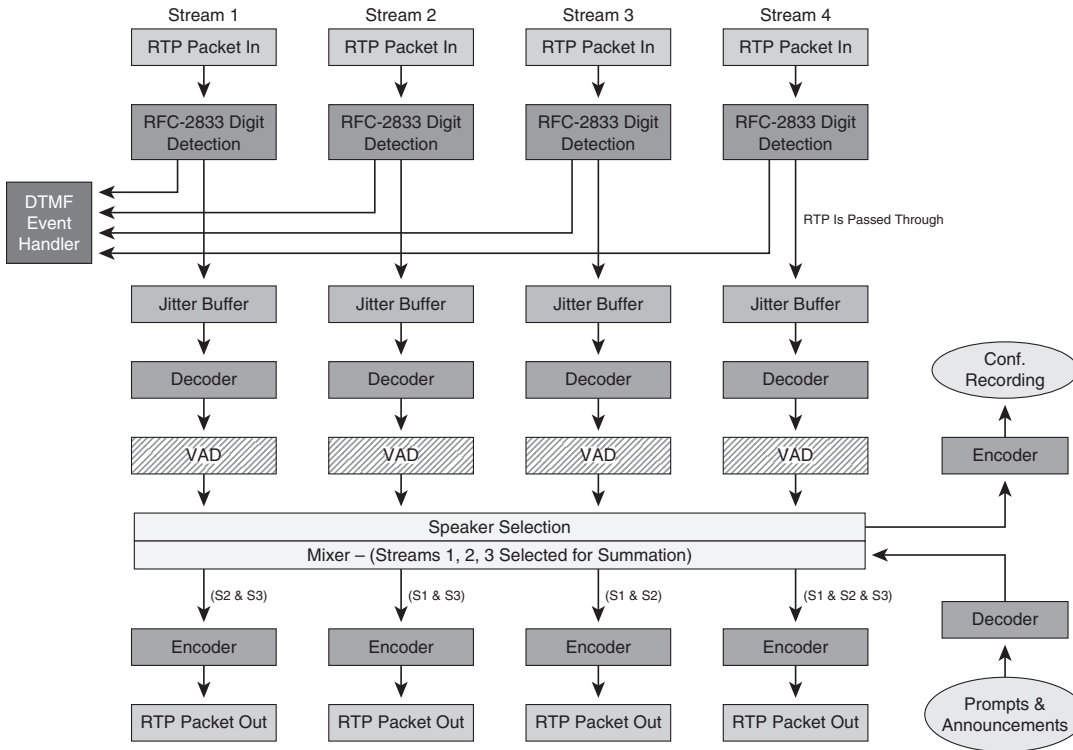 Stream 1
Stream 2
Stream 3
Stream 4
RTP Packet In
RTP Packet In
RTP Packet In
RTP Packet In
RFC-2833 Digit
Detection
RFC-2833 Digit
Detection
RFC-2833 Digit
Detection
RFC-2833 Digit
Detection
DTMF
Event
Handler
RTP Is Passed Through
Jitter Buffer
Jitter Buffer
Jitter Buffer
Jitter Buffer
Decoder
Decoder
Decoder
Decoder
Conf.
Recording
VAD
VAD
VAD
VAD
Encoder
Speaker Selection
Mixer – (Streams 1, 2, 3 Selected for Summation)
(S2 & S3)
(S1 & S3)
(S1 & S2)
(S1 & S2 & S3)
Decoder
Encoder
Encoder
Encoder
Encoder
RTP Packet Out
RTP Packet Out
RTP Packet Out
RTP Packet Out
Prompts &
Announcements